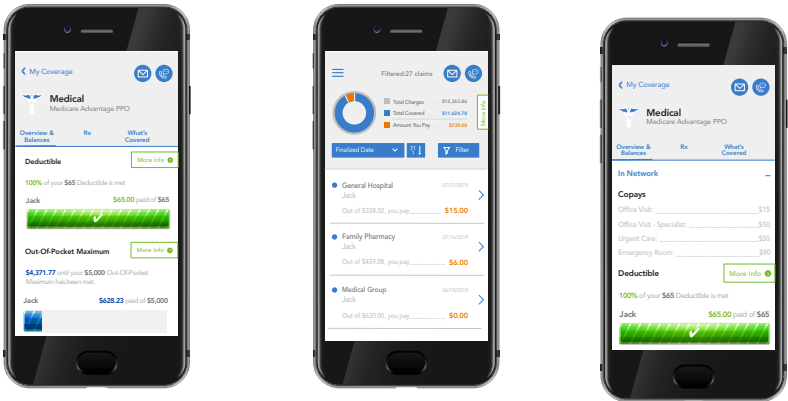 My Coverage
Medical
Medicare Advantage PPO
Overview & Balances
Rx
What's Covered
Deductible
More Info
100% of your $65 Deductible is met
Jack
$65.00 paid of $65
Out-Of-Pocket Maximum
More Info
$4,371.77 until your $5,000 Out-Of-Pocket
Maximum has been met.
Jack
$628.23 paid of $5,000
Filtered:27 claims
Total Charges
$12,363.86
Total Covered
$11,624.78
Amount You Pay
$739.08
More Info
Finalized Date
31
1
Filter
General Hospital
07/31/2019
Jack
Out of $338.02, you pay
$15.00
Family Pharmacy
07/16/2019
Jack
Out of $439.08, you pay
$6.00
Medical Group
06/18/2019
Jack
Out of $630.00, you pay
$0.00
My Coverage
Medical
Medicare Advantage PPO
Overview & Balances
Rx
What's Covered
In Network
Copays
Office Visit:
$15
Office Visit - Specialist:
$50
Urgent Care:
$50
Emergency Room:
$90
Deductible
More Info
100% of your $65 Deductible is met
Jack
$65.00 paid of $65